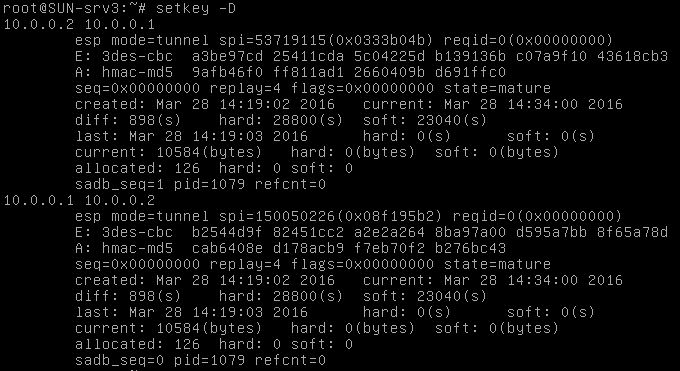 root@SUN-srv3:~# setkey -D
10.0.0.2 10.0.0.1
esp mode=tunnel spi=53719115(0x0333b04b) reqid=0(0x00000000)
E: 3des-cbc  a3be97cd 25411cda 5c04225d b139136b c07a9f10 43618cb3
A: hmac-md5  9afb46f0 ff811ad1 2660409b d691ffc0
seq=0x00000000 replay=4 flags=0x00000000 state=mature
created: Mar 28 14:19:02 2016   current: Mar 28 14:34:00 2016
diff: 898(s)    hard: 28800(s)  soft: 23040(s)
last: Mar 28 14:19:03 2016      hard: 0(s)      soft: 0(s)
current: 10584(bytes)   hard: 0(bytes)  soft: 0(bytes)
allocated: 126  hard: 0 soft: 0
sadb_seq=1 pid=1079 refcnt=0
10.0.0.1 10.0.0.2
esp mode=tunnel spi=150050226(0x08f195b2) reqid=0(0x00000000)
E: 3des-cbc  b2544d9f 82451cc2 a2e2a264 8ba97a00 d595a7bb 8f65a78d
A: hmac-md5  cab6408e d178acb9 f7eb70f2 b276bc43
seq=0x00000000 replay=4 flags=0x00000000 state=mature
created: Mar 28 14:19:02 2016   current: Mar 28 14:34:00 2016
diff: 898(s)    hard: 28800(s)  soft: 23040(s)
last: Mar 28 14:19:03 2016      hard: 0(s)      soft: 0(s)
current: 10584(bytes)   hard: 0(bytes)  soft: 0(bytes)
allocated: 126  hard: 0 soft: 0
sadb_seq=0 pid=1079 refcnt=0